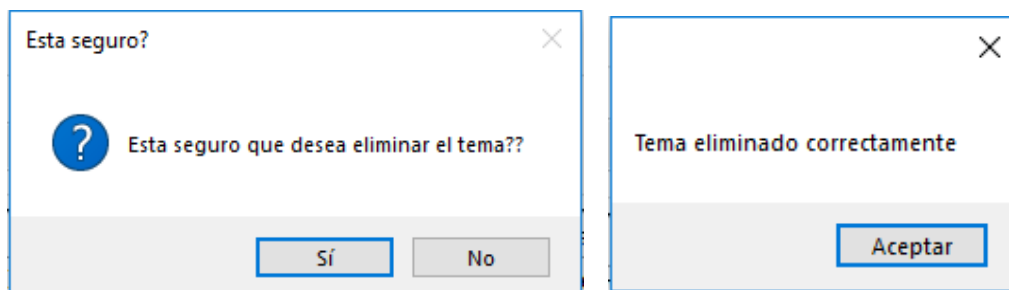 Esta seguro?
Esta seguro que desea eliminar el tema??
Sí
No
Tema eliminado correctamente
Aceptar